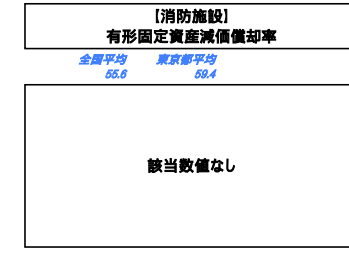 【消防施設】
有形固定資産減価償却率
全国平均 東京都平均
55.6 59.4
該当数値なし